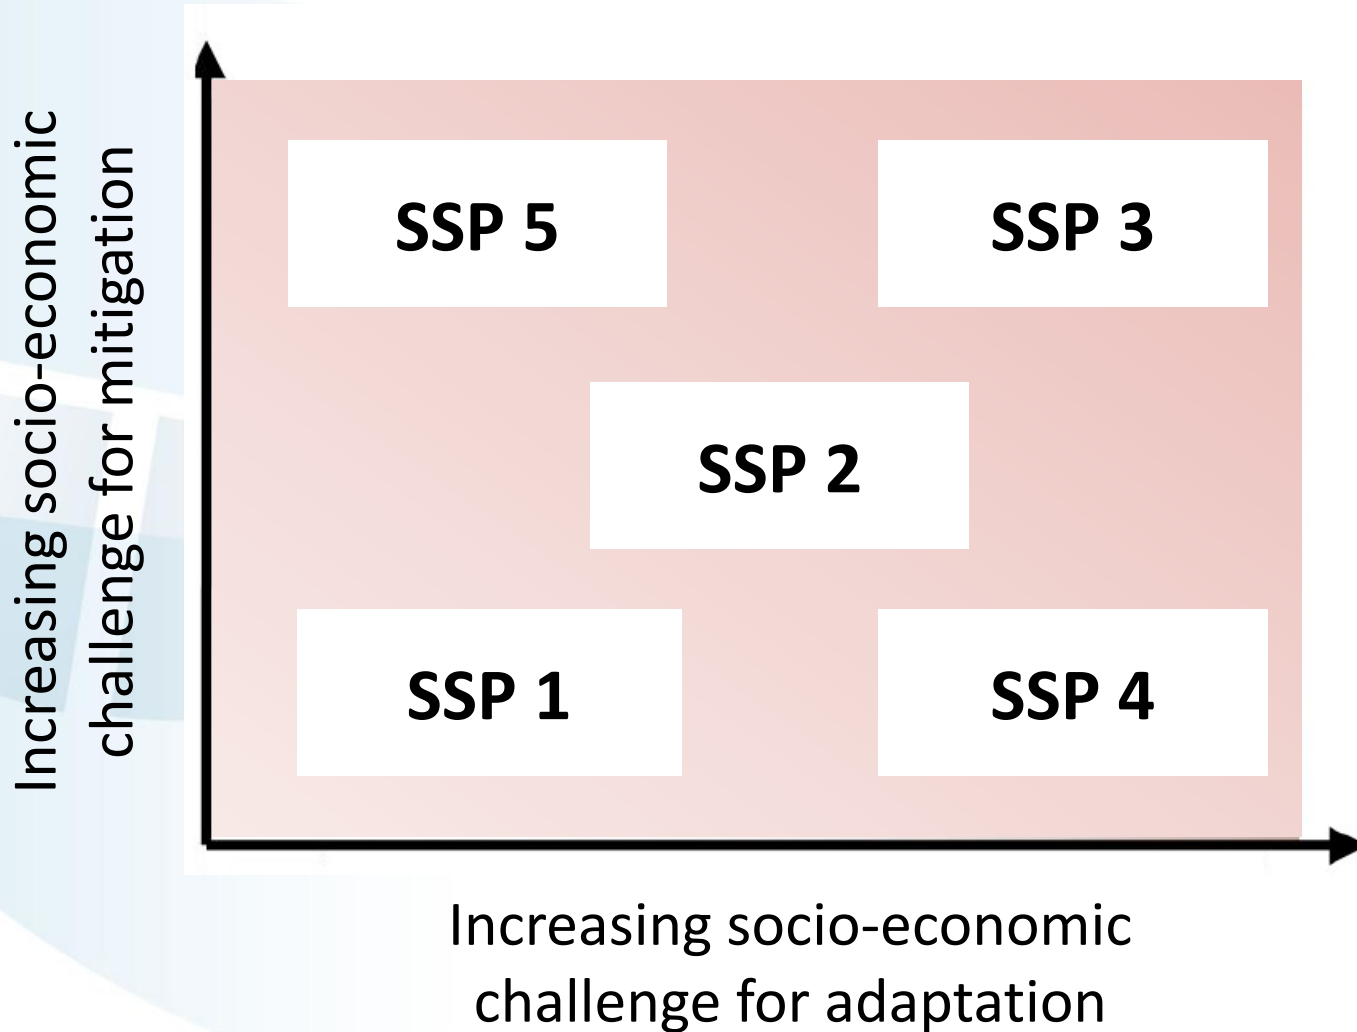 Increasing socio-economic
challenge for mitigation
SSP 5
SSP 3
SSP 2
SSP 1
SSP 4
Increasing socio-economic
challenge for adaptation